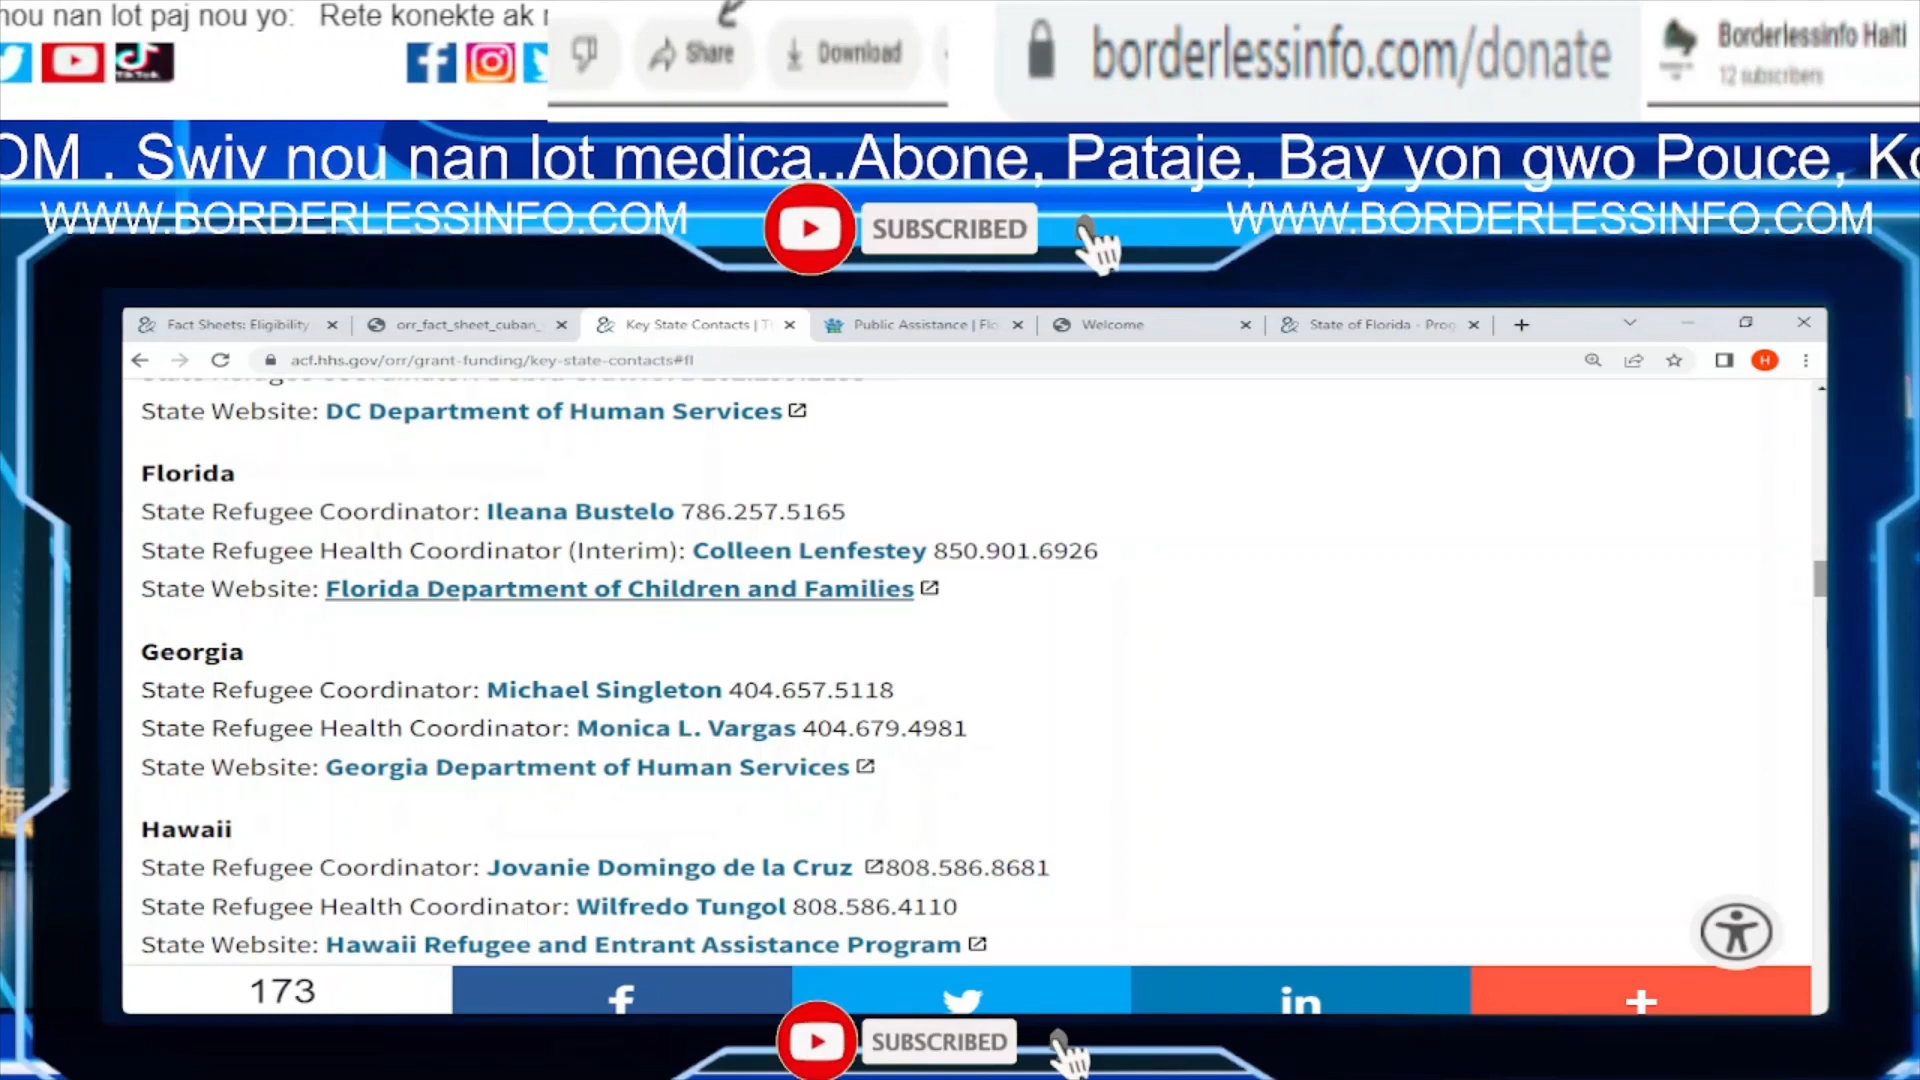 nou nan lot paj nou yo: Rete konekte ak
Share
Download
borderlessinfo.com/donate
Borderlessinfo Haiti
12 subscribers
TikTok
OM . Swiv nou nan lot medica..Abone, Pataje, Bay yon gwo Pouce,
WWW.BORDERLESSINFO.COM
SUBSCRIBED
WWW.BORDERLESSINFO.COM
Fact Sheets: Eligibility
orr_fact_sheet_cuban_
Key State Contacts | T
Public Assistance | Flo
Welcome
State of Florida - Prog
acf.hhs.gov/orr/grant-funding/key-state-contacts#fl
H
State Website: DC Department of Human Services
Florida
State Refugee Coordinator: Ileana Bustelo 786.257.5165
State Refugee Health Coordinator (Interim): Colleen Lenfestey 850.901.6926
State Website: Florida Department of Children and Families
Georgia
State Refugee Coordinator: Michael Singleton 404.657.5118
State Refugee Health Coordinator: Monica L. Vargas 404.679.4981
State Website: Georgia Department of Human Services
Hawaii
State Refugee Coordinator: Jovanie Domingo de la Cruz 808.586.8681
State Refugee Health Coordinator: Wilfredo Tungol 808.586.4110
State Website: Hawaii Refugee and Entrant Assistance Program
173
SUBSCRIBED